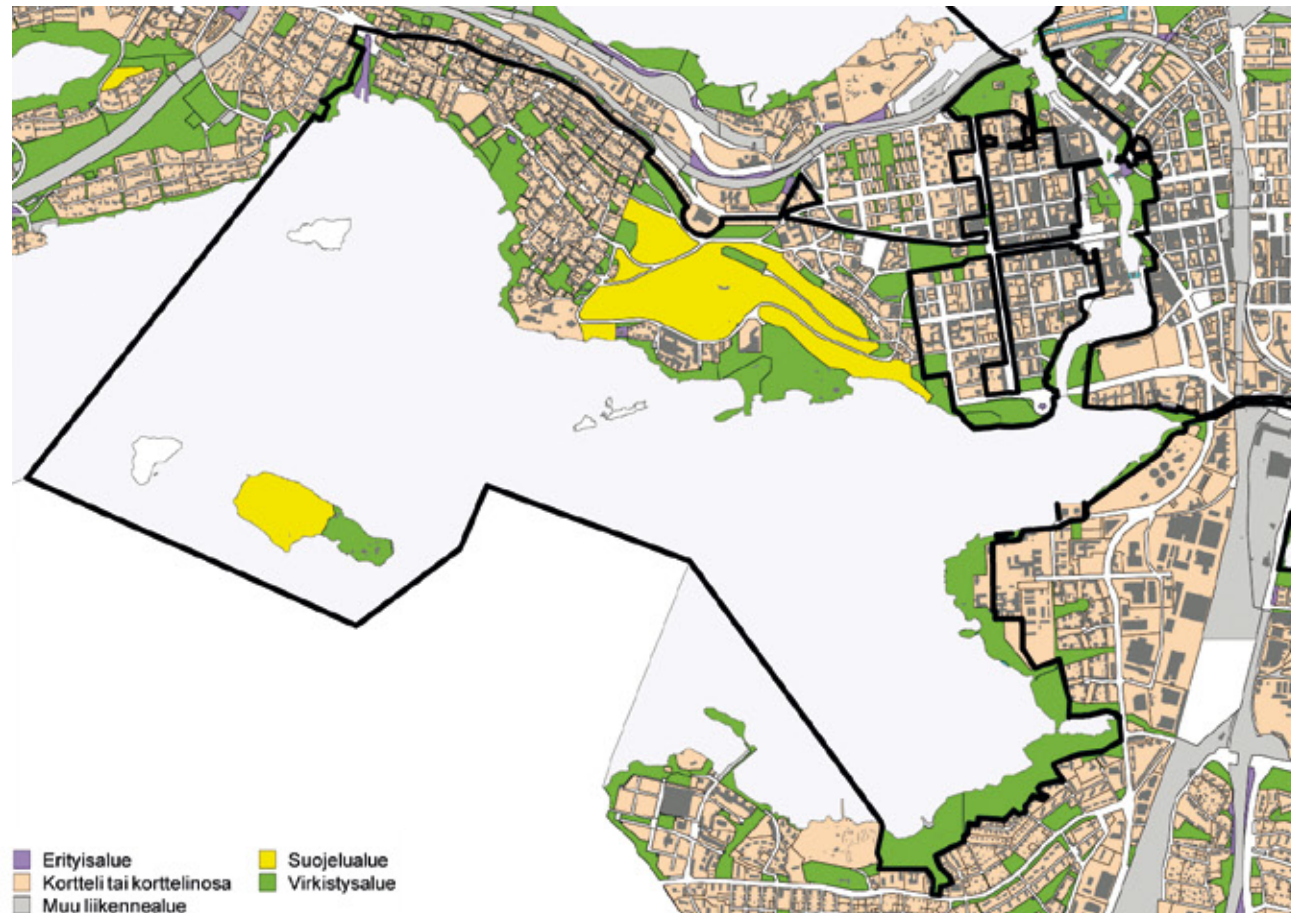 Erityisalue
Kortteli tai korttelinosa
Muu liikennealue
Suojelualue
Virkistysalue